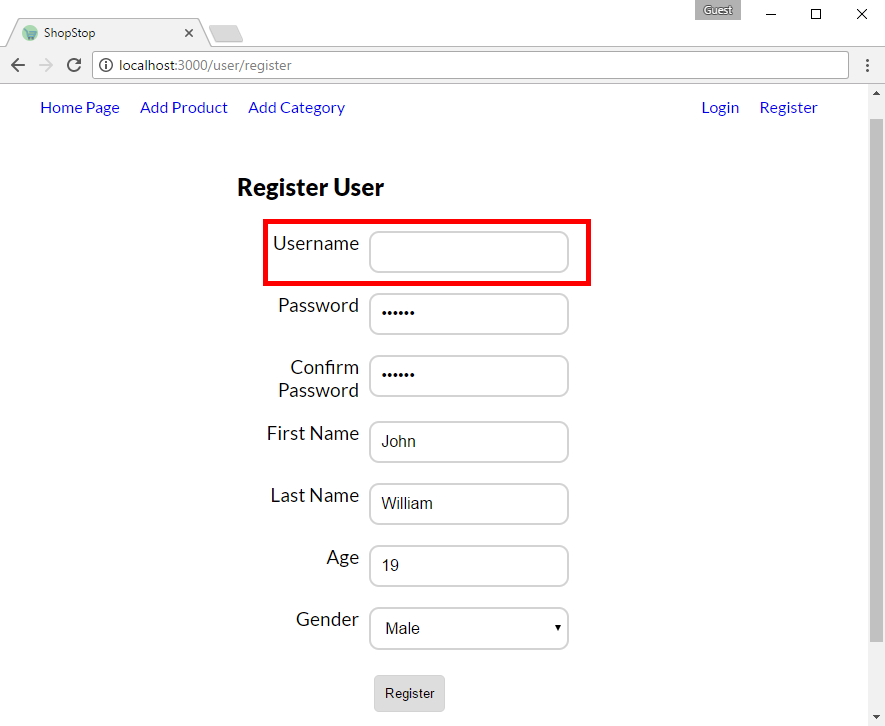 Guest
ShopStop
localhost:3000/user/register
Home Page Add Product Add Category Login Register
Register User
Username
Password ••••••
Confirm
Password ••••••
First Name John
Last Name William
Age 19
Gender Male
Register